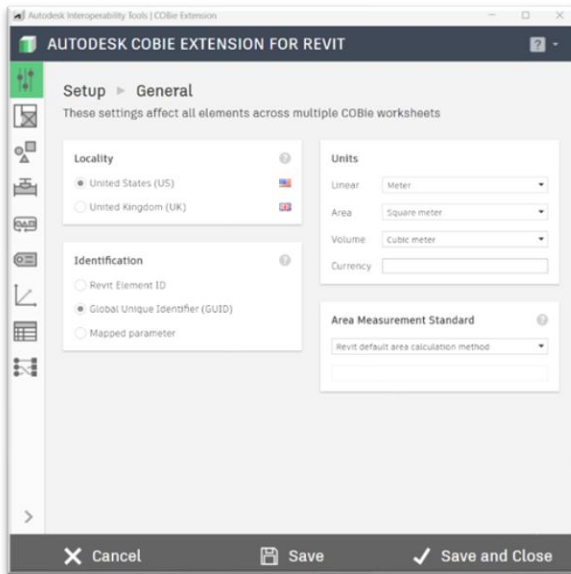 Autodesk Interoperability Tools | COBie Extension
AUTODESK COBIE EXTENSION FOR REVIT
?
Setup General
These settings affect all elements across multiple COBie worksheets
Locality ?
United States (US)
United Kingdom (UK)
Identification ?
Revit Element ID
Global Unique Identifier (GUID)
Mapped parameter
Units
Linear Meter
Area Square meter
Volume Cubic meter
Currency
Area Measurement Standard ?
Revit default area calculation method
Cancel Save Save and Close